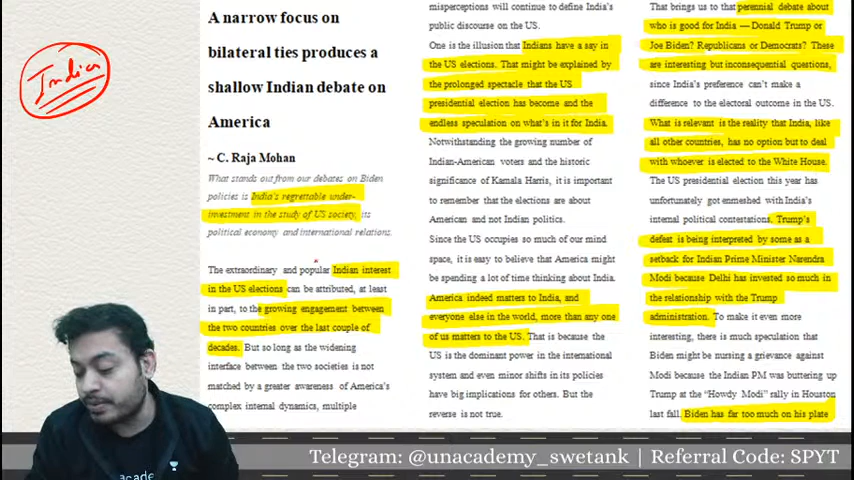 India
A narrow focus on
bilateral ties produces a
shallow Indian debate on
America
~ C. Raja Mohan
What stands out from our debates on Biden
policies is India's regrettable under-
investment in the study of US society, its
political economy and international relations.
The extraordinary and popular Indian interest
in the US elections can be attributed, at least
in part, to the growing engagement between
the two countries over the last couple of
decades. But so long as the widening
interface between the two societies is not
matched by a greater awareness of America's
complex internal dynamics, multiple
misperceptions will continue to define India's
public discourse on the US.
One is the illusion that Indians have a say in
the US elections. That might be explained by
the prolonged spectacle that the US
presidential election has become and the
endless speculation on what's in it for India.
Notwithstanding the growing number of
Indian-American voters and the historic
significance of Kamala Harris, it is important
to remember that the elections are about
American and not Indian politics.
Since the US occupies so much of our mind
space, it is easy to believe that America might
be spending a lot of time thinking about India.
America indeed matters to India, and
everyone else in the world, more than any one
of us matters to the US. That is because the
US is the dominant power in the international
system and even minor shifts in its policies
have big implications for others. But the
reverse is not true.
That brings us to that perennial debate about
who is good for India — Donald Trump or
Joe Biden? Republicans or Democrats? These
are interesting but inconsequential questions,
since India's preference can't make a
difference to the electoral outcome in the US.
What is relevant is the reality that India, like
all other countries, has no option but to deal
with whoever is elected to the White House.
The US presidential election this year has
unfortunately got enmeshed with India's
internal political contestations. Trump's
defeat is being interpreted by some as a
setback for Indian Prime Minister Narendra
Modi because Delhi has invested so much in
the relationship with the Trump
administration. To make it even more
interesting, there is much speculation that
Biden might be nursing a grievance against
Modi because the Indian PM was buttering up
Trump at the "Howdy Modi" rally in Houston
last fall. Biden has far too much on his plate
unacade
Telegram: @unacademy_swetank | Referral Code: SPYT